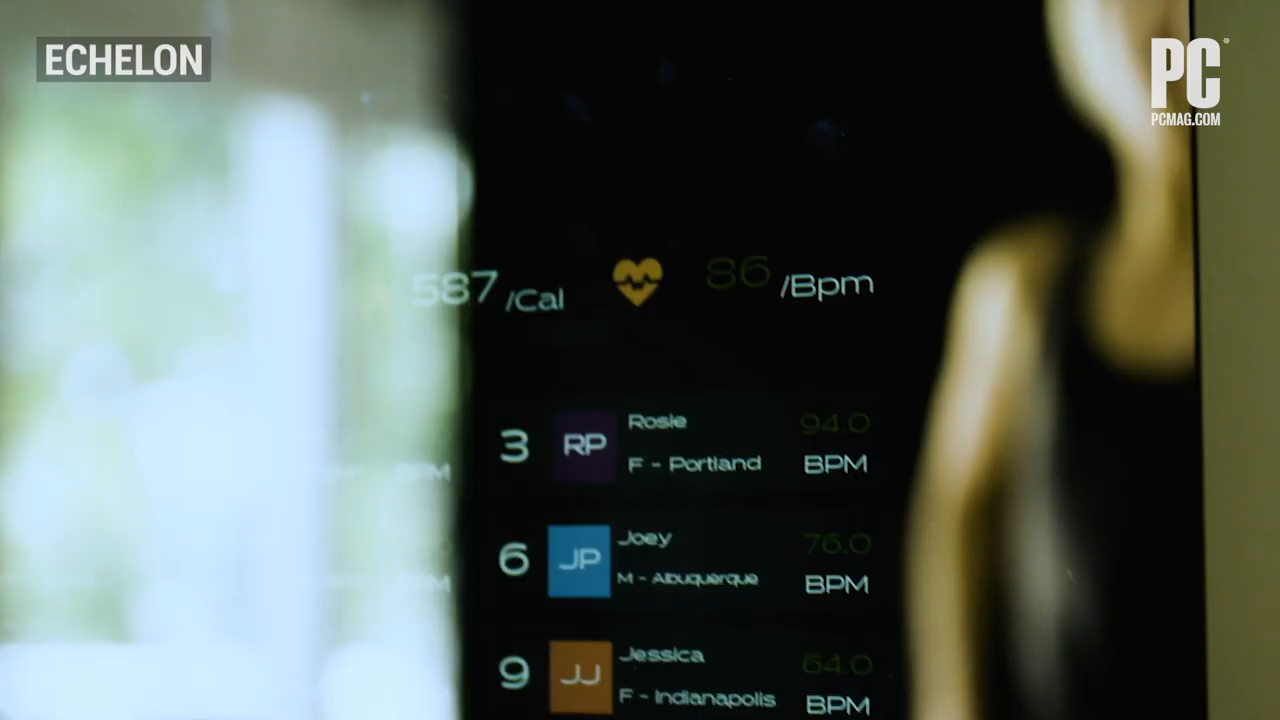 ECHELON
PC
PCMAG.COM
587 /Cal 86 /Bpm
3 RP Rosie 94.0
F - Portland BPM
6 JP Joey 76.0
M - Albuquerque BPM
9 JJ Jessica 64.0
F - Indianapolis BPM